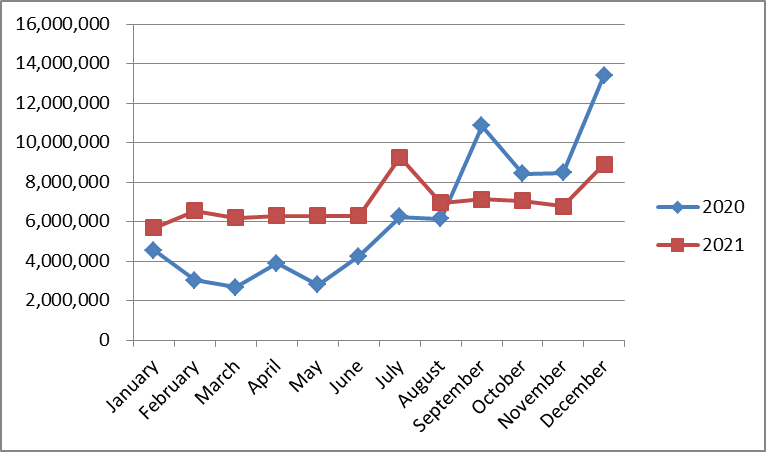 16,000,000
14,000,000
12,000,000
10,000,000
8,000,000
6,000,000
4,000,000
2,000,000
0
January
February
March
April
May
June
July
August
September
October
November
December
2020
2021